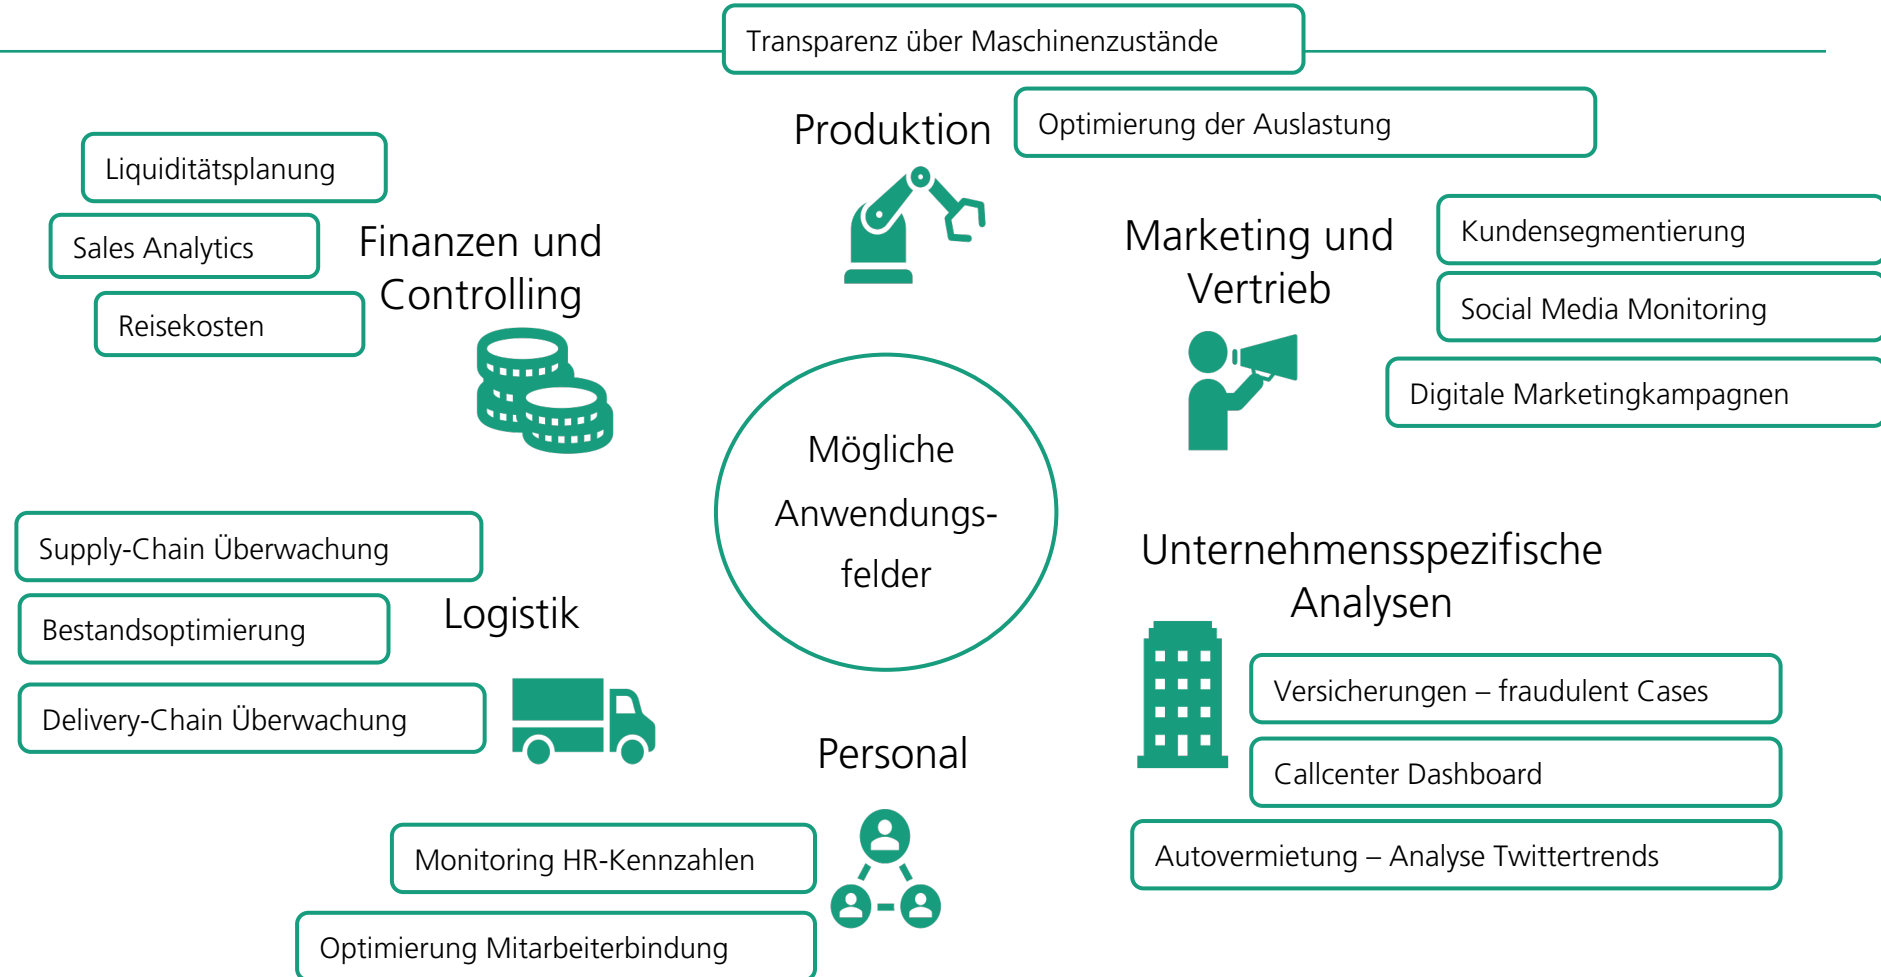 Transparenz über Maschinenzustände
Produktion
Optimierung der Auslastung
Liquiditätsplanung
Sales Analytics
Reisekosten
Finanzen und
Controlling
Marketing und
Vertrieb
Kundensegmentierung
Social Media Monitoring
Digitale Marketingkampagnen
Mögliche
Anwendungs-
felder
Supply-Chain Überwachung
Bestandsoptimierung
Delivery-Chain Überwachung
Logistik
Unternehmensspezifische
Analysen
Versicherungen – fraudulent Cases
Callcenter Dashboard
Autovermietung – Analyse Twittertrends
Personal
Monitoring HR-Kennzahlen
Optimierung Mitarbeiterbindung